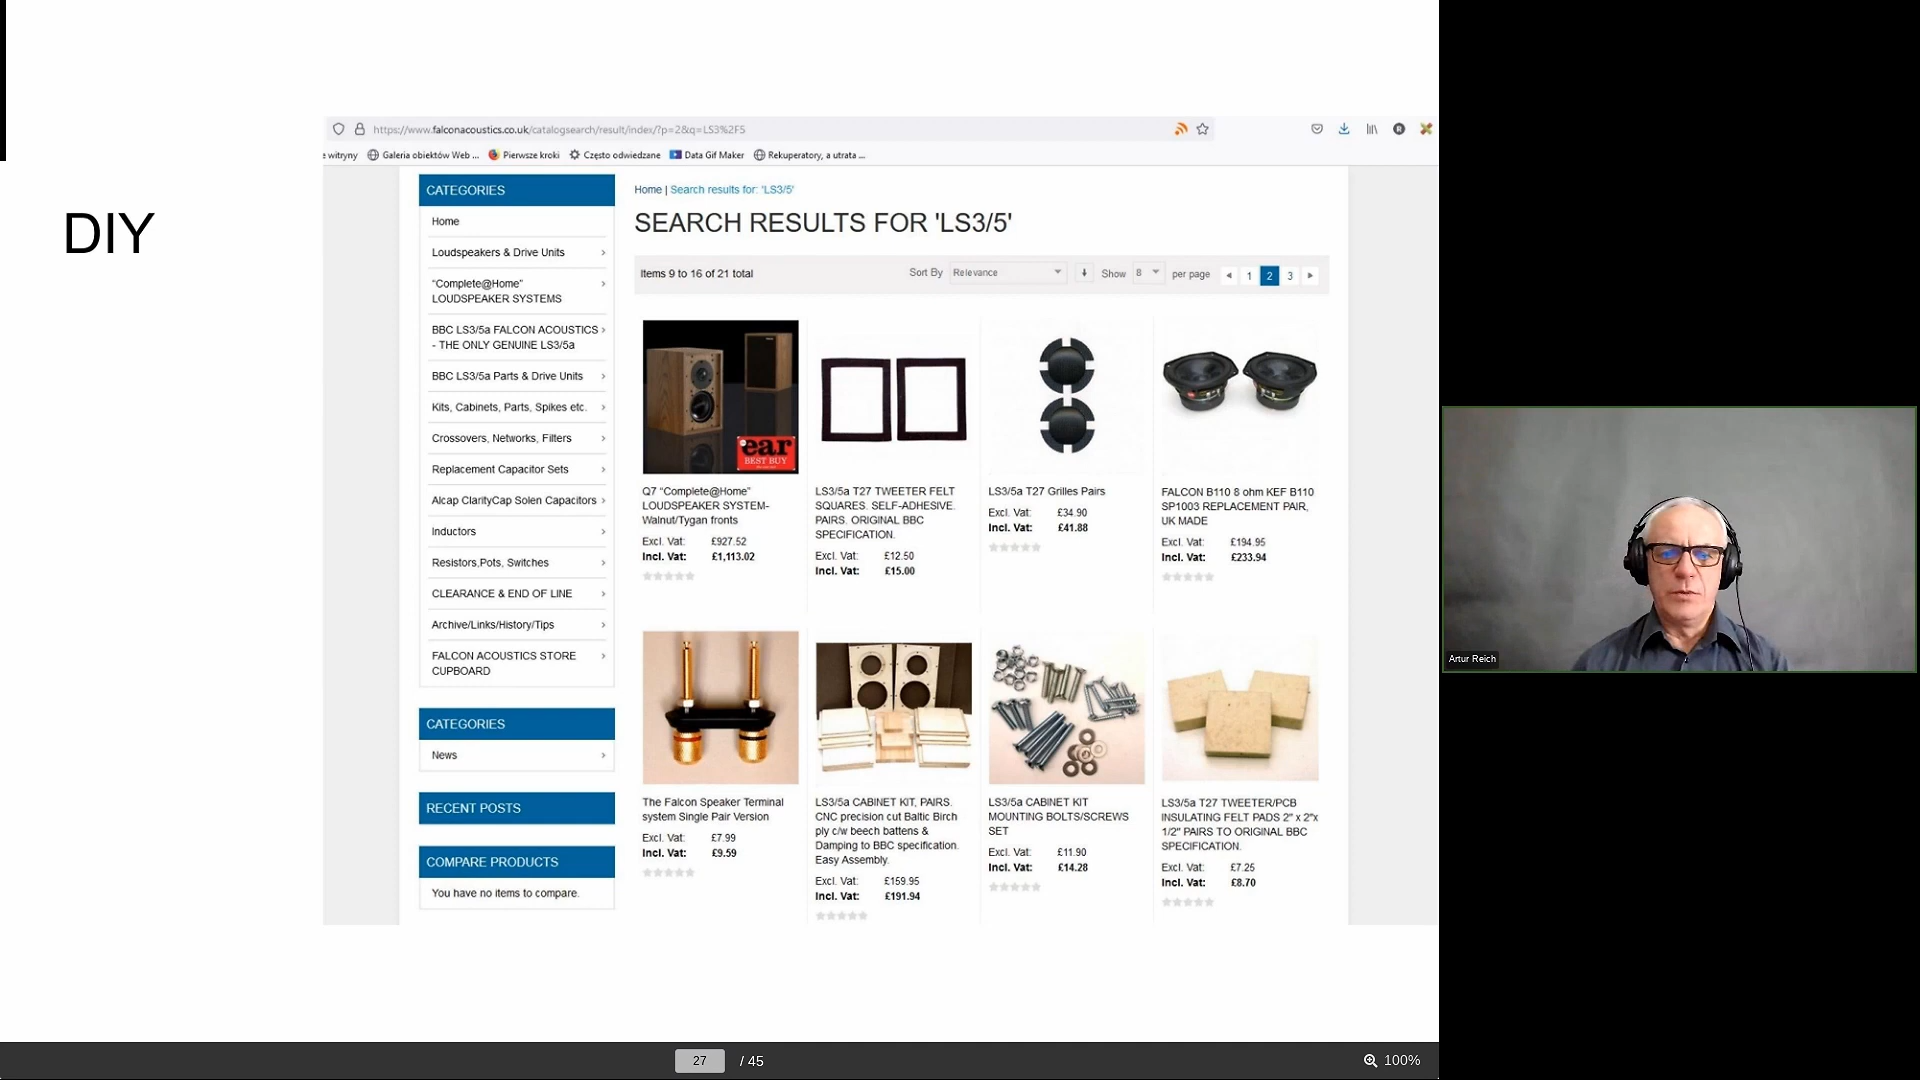 https://www.falconacoustics.co.uk/catalogsearch/result/index/?p=2&q=LS3%2F5
e witryny
Galeria obiektów Web ...
Pierwsze kroki
Często odwiedzane
Data Gif Maker
Rekuperatory, a utrata ...
DIY
CATEGORIES
Home
Loudspeakers & Drive Units
"Complete@Home"
LOUDSPEAKER SYSTEMS
BBC LS3/5a FALCON ACOUSTICS
- THE ONLY GENUINE LS3/5a
BBC LS3/5a Parts & Drive Units
Kits, Cabinets, Parts, Spikes etc.
Crossovers, Networks, Filters
Replacement Capacitor Sets
Alcap ClarityCap Solen Capacitors
Inductors
Resistors,Pots, Switches
CLEARANCE & END OF LINE
Archive/Links/History/Tips
FALCON ACOUSTICS STORE
CUPBOARD
CATEGORIES
News
RECENT POSTS
COMPARE PRODUCTS
You have no items to compare.
Home | Search results for: 'LS3/5'
SEARCH RESULTS FOR 'LS3/5'
Items 9 to 16 of 21 total
Sort By Relevance
Show 8 per page
1 2 3
ear
BEST BUY
Q7 "Complete@Home"
LOUDSPEAKER SYSTEM-
Walnut/Tygan fronts
Excl. Vat: £927.52
Incl. Vat: £1,113.02
LS3/5a T27 TWEETER FELT
SQUARES. SELF-ADHESIVE.
PAIRS. ORIGINAL BBC
SPECIFICATION.
Excl. Vat: £12.50
Incl. Vat: £15.00
LS3/5a T27 Grilles Pairs
Excl. Vat: £34.90
Incl. Vat: £41.88
FALCON B110 8 ohm KEF B110
SP1003 REPLACEMENT PAIR,
UK MADE
Excl. Vat: £194.95
Incl. Vat: £233.94
The Falcon Speaker Terminal
system Single Pair Version
Excl. Vat: £7.99
Incl. Vat: £9.59
LS3/5a CABINET KIT, PAIRS.
CNC precision cut Baltic Birch
ply c/w beech battens &
Damping to BBC specification.
Easy Assembly.
Excl. Vat: £159.95
Incl. Vat: £191.94
LS3/5a CABINET KIT
MOUNTING BOLTS/SCREWS
SET
Excl. Vat: £11.90
Incl. Vat: £14.28
LS3/5a T27 TWEETER/PCB
INSULATING FELT PADS 2" x 2"x
1/2" PAIRS TO ORIGINAL BBC
SPECIFICATION.
Excl. Vat: £7.25
Incl. Vat: £8.70
Artur Reich
27 / 45
100%